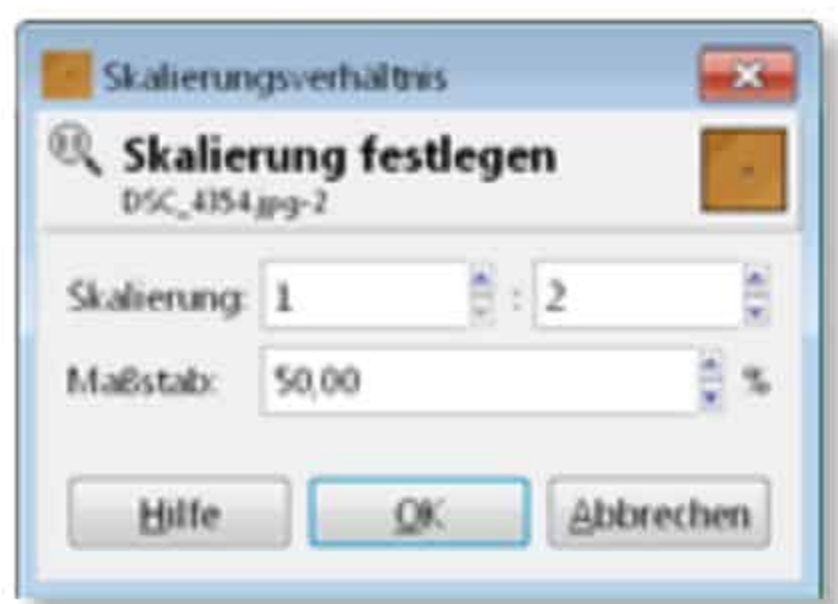 Skalierungsverhältnis
Skalierung festlegen
DSC_4354.jpg-2
Skalierung: 1 : 2
Maßstab: 50,00 %
Hilfe OK Abbrechen